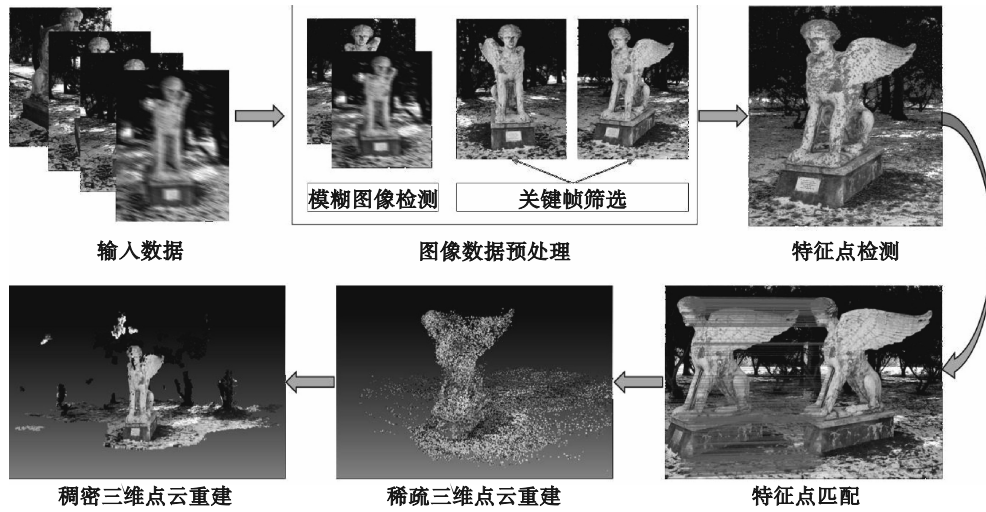 模糊图像检测
关键帧筛选
输入数据
图像数据预处理
特征点检测
稠密三维点云重建
稀疏三维点云重建
特征点匹配